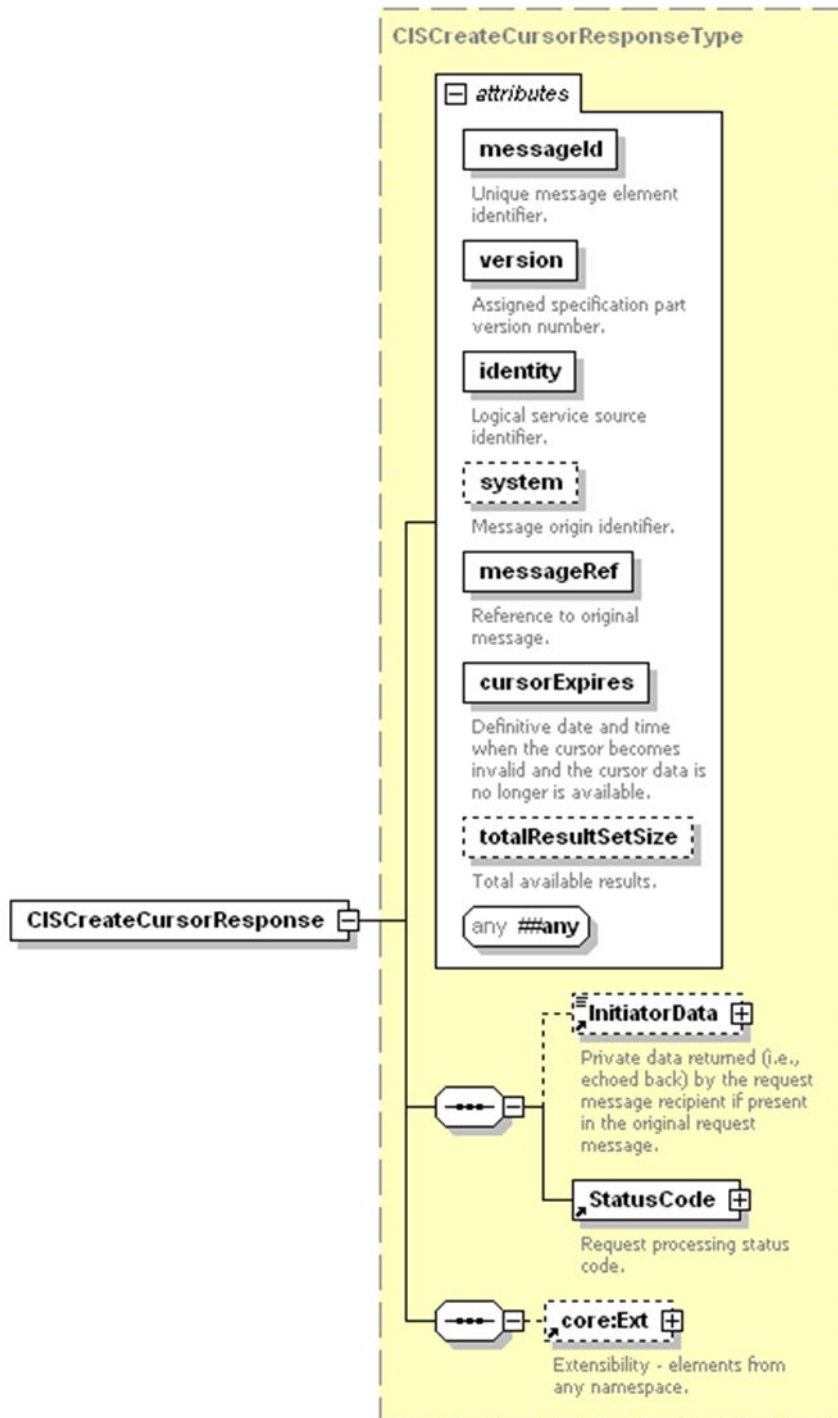 CISCreateCursorResponseType
attributes
messageId
Unique message element
identifier.
version
Assigned specification part
version number.
identity
Logical service source
identifier.
system
Message origin identifier.
messageRef
Reference to original
message.
cursorExpires
Definitive date and time
when the cursor becomes
invalid and the cursor data is
no longer is available.
totalResultSetSize
Total available results.
any ##any
CISCreateCursorResponse
InitiatorData
Private data returned (i.e.,
echoed back) by the request
message recipient if present
in the original request
message.
StatusCode
Request processing status
code.
core:Ext
Extensibility - elements from
any namespace.